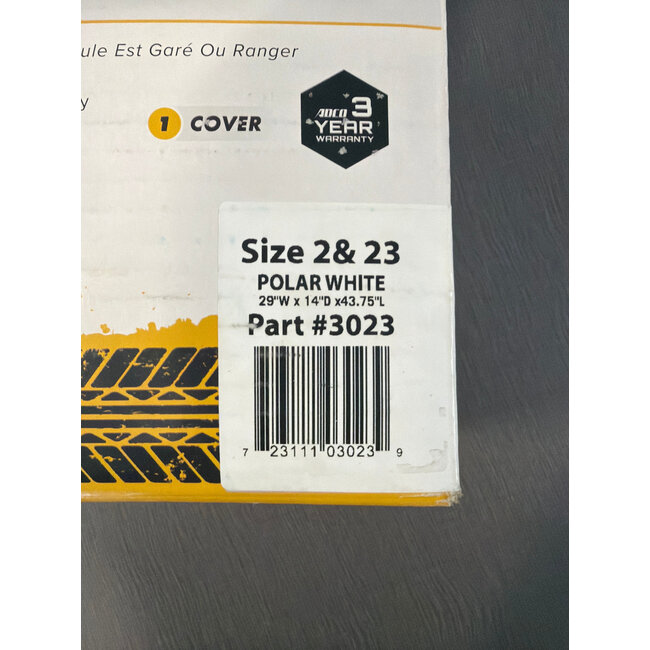 ule Est Garé Ou Ranger
y
1 COVER
ADCO 3
YEAR
WARRANTY
Size 2& 23
POLAR WHITE
29"W x 14"D x43.75"L
Part #3023
7 23111 03023 9